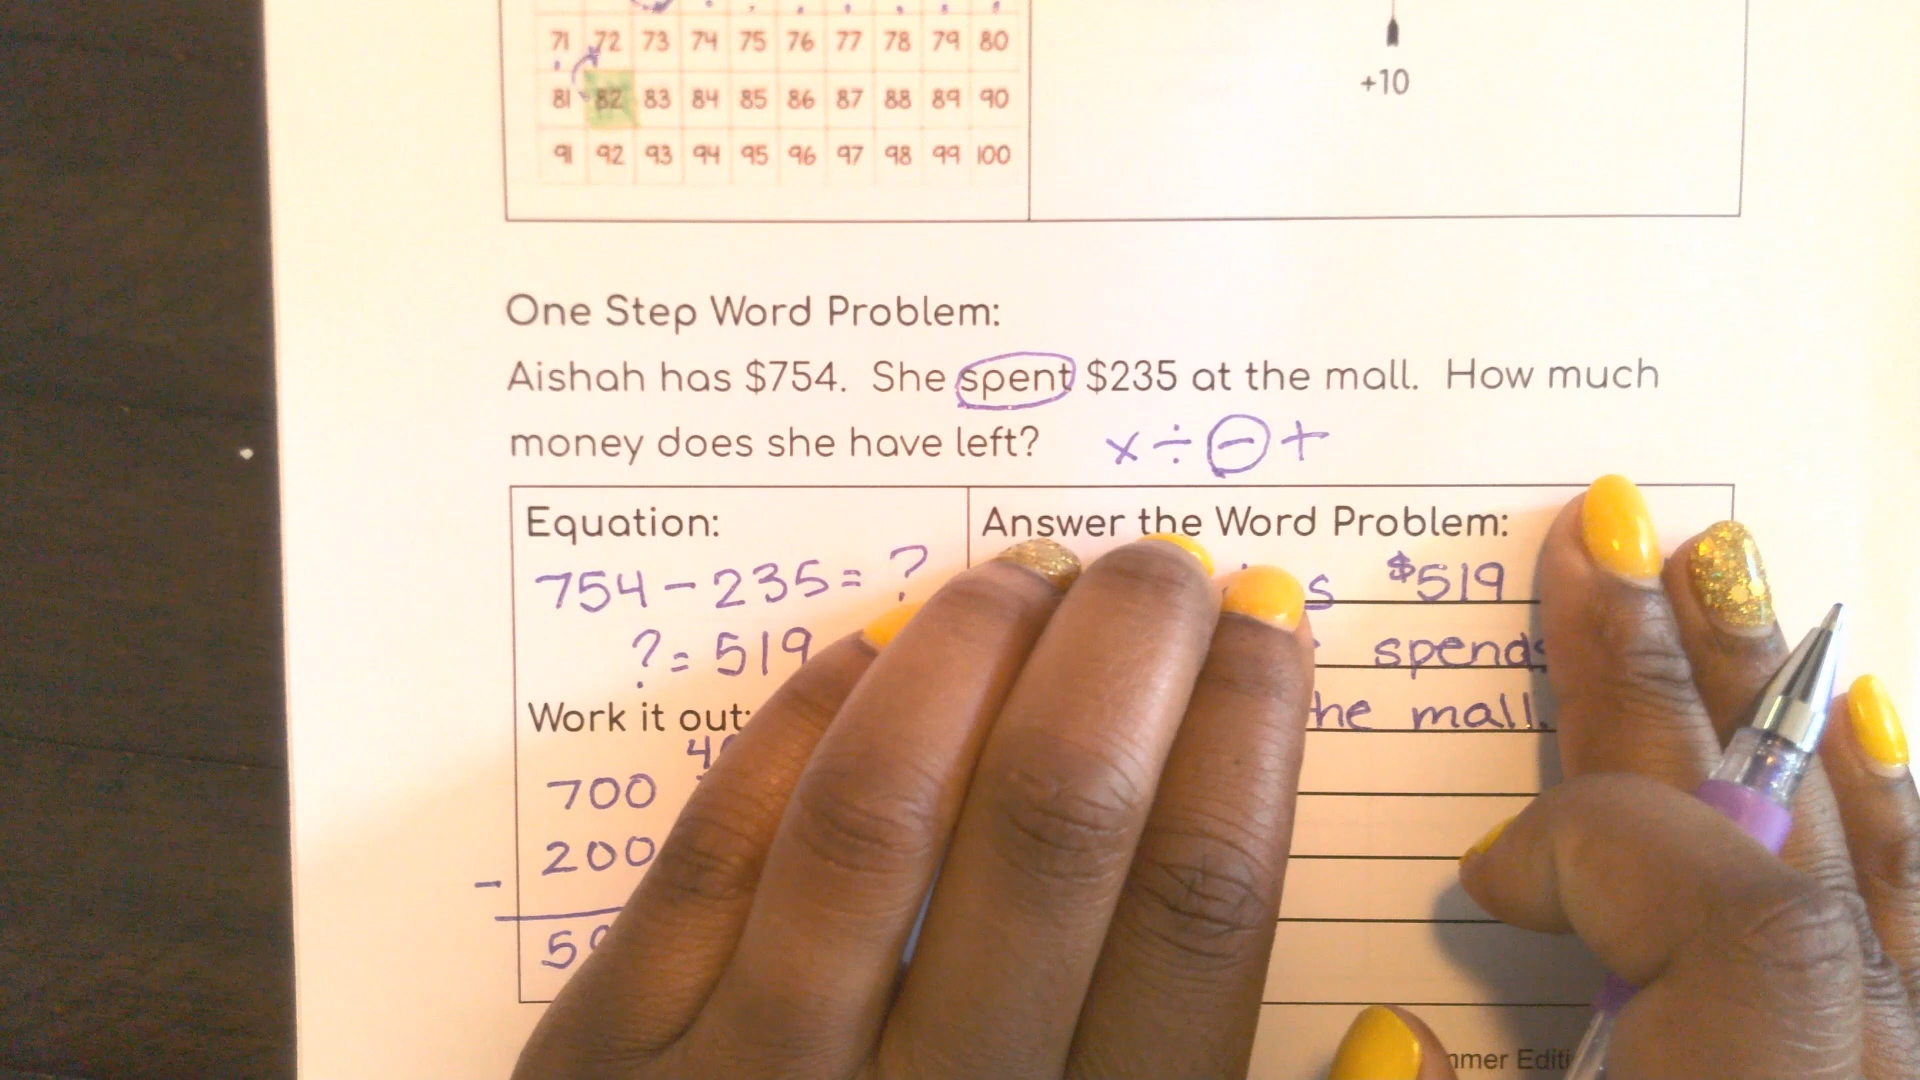 71 72 73 74 75 76 77 78 79 80
81 82 83 84 85 86 87 88 89 90
91 92 93 94 95 96 97 98 99 100
+10
One Step Word Problem:
Aishah has $754. She spent $235 at the mall. How much
money does she have left? × ÷ − +
Equation:
754 − 235 = ?
? = 519
Work it out:
700
200
−
Answer the Word Problem:
$519
spends
the mall.